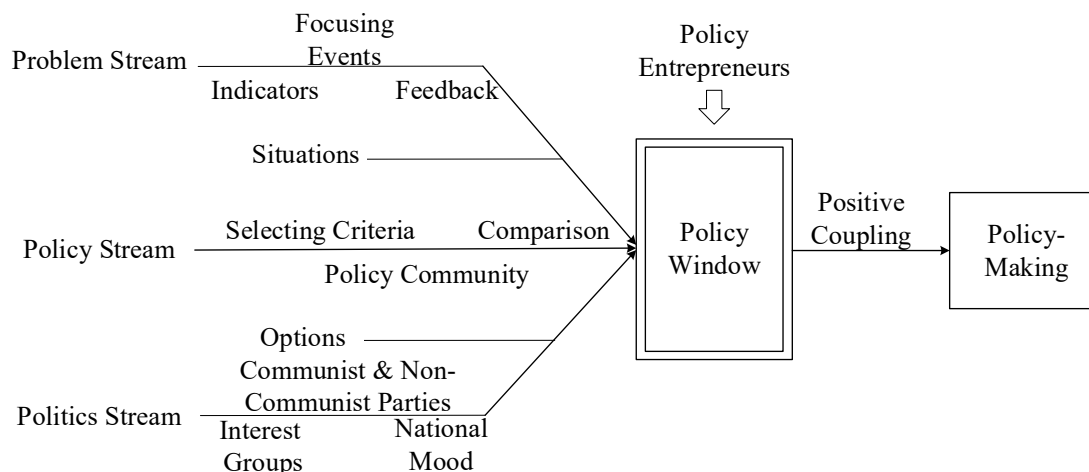 Problem Stream
Focusing
Events
Indicators
Feedback
Situations
Policy Stream
Selecting Criteria
Comparison
Policy Community
Options
Politics Stream
Communist & Non-
Communist Parties
Interest
Groups
National
Mood
Policy
Entrepreneurs
Policy
Window
Positive
Coupling
Policy-
Making